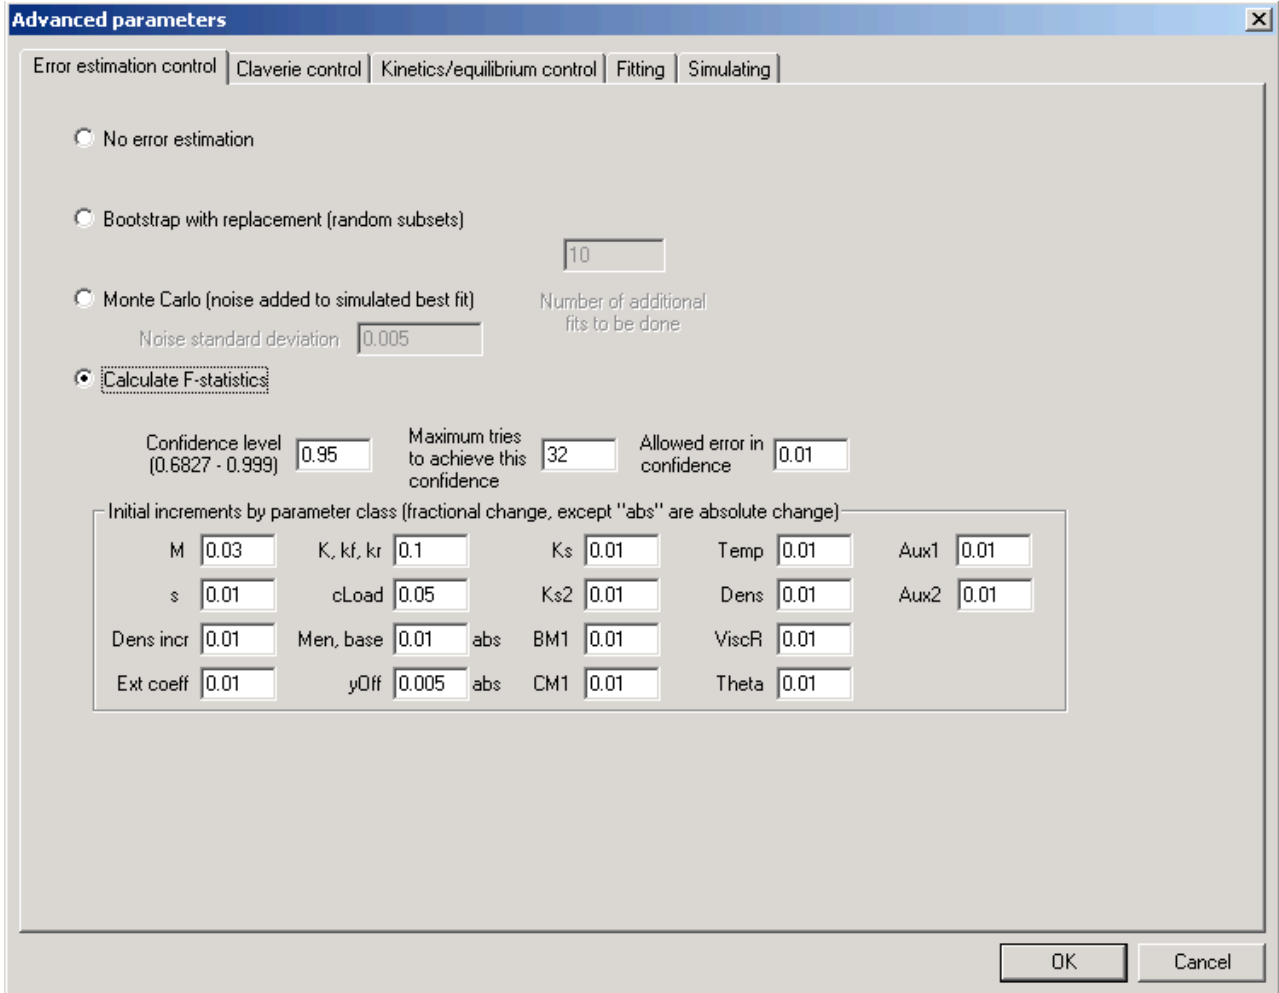 Advanced parameters
Error estimation control Claverie control Kinetics/equilibrium control Fitting Simulating
No error estimation
Bootstrap with replacement (random subsets)
10
Monte Carlo (noise added to simulated best fit)
Number of additional
fits to be done
Noise standard deviation 0.005
Calculate F-statistics
Confidence level
(0.6827 - 0.999)
0.95
Maximum tries
to achieve this
confidence
32
Allowed error in
confidence
0.01
Initial increments by parameter class (fractional change, except "abs" are absolute change)
M 0.03 K, kf, kr 0.1 Ks 0.01 Temp 0.01 Aux1 0.01
s 0.01 cLoad 0.05 Ks2 0.01 Dens 0.01 Aux2 0.01
Dens incr 0.01 Men, base 0.01 abs BM1 0.01 ViscR 0.01
Ext coeff 0.01 yOff 0.005 abs CM1 0.01 Theta 0.01
OK Cancel